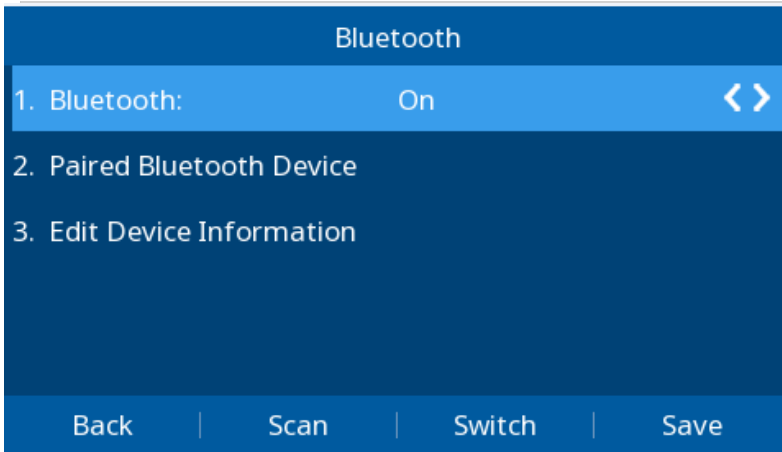 Bluetooth
1. Bluetooth: On
2. Paired Bluetooth Device
3. Edit Device Information
Back Scan Switch Save